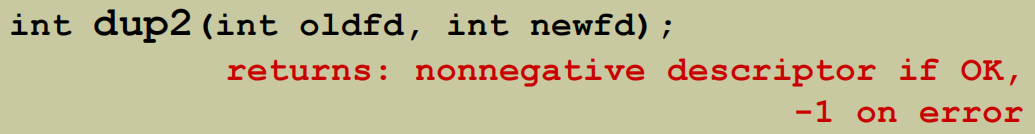 int dup2(int oldfd, int newfd);
returns: nonnegative descriptor if OK,
-1 on error